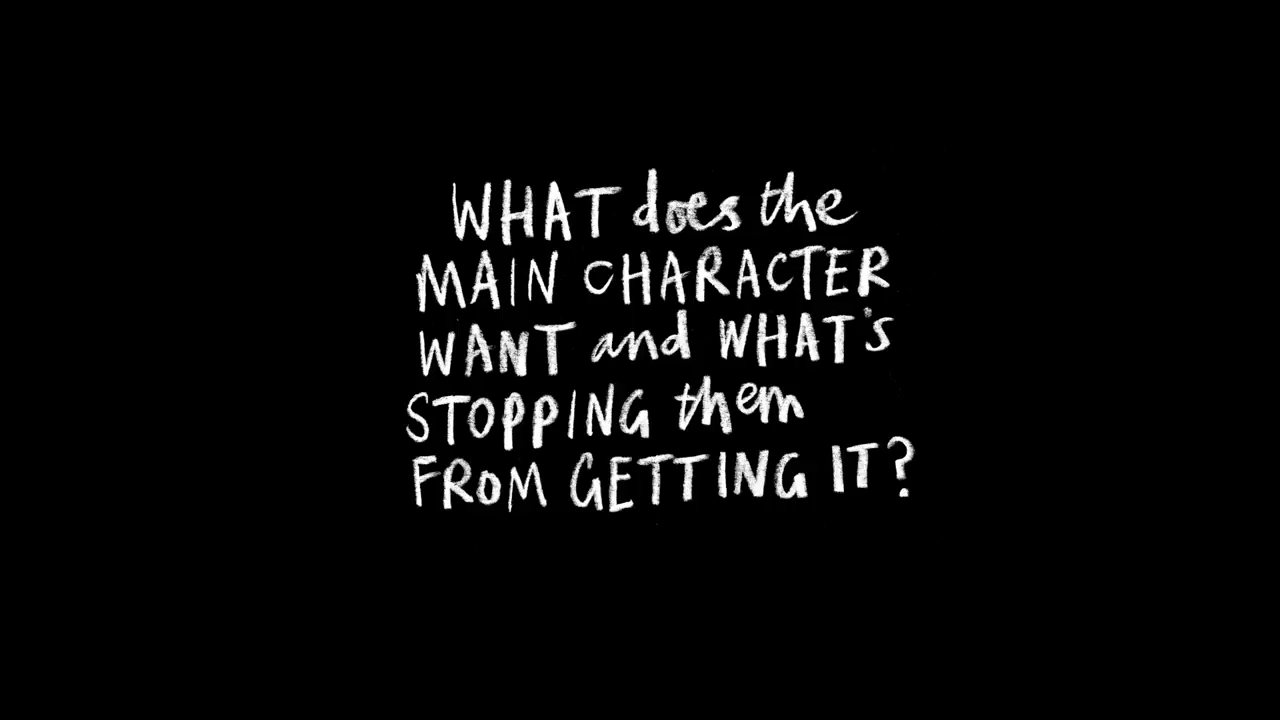 WHAT does the
MAIN CHARACTER
WANT and WHAT's
STOPPING them
FROM GETTING IT?